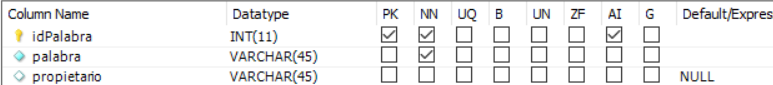 Column Name Datatype PK NN UQ B UN ZF AI G Default/Expres
idPalabra INT(11)
palabra VARCHAR(45)
propietario VARCHAR(45) NULL